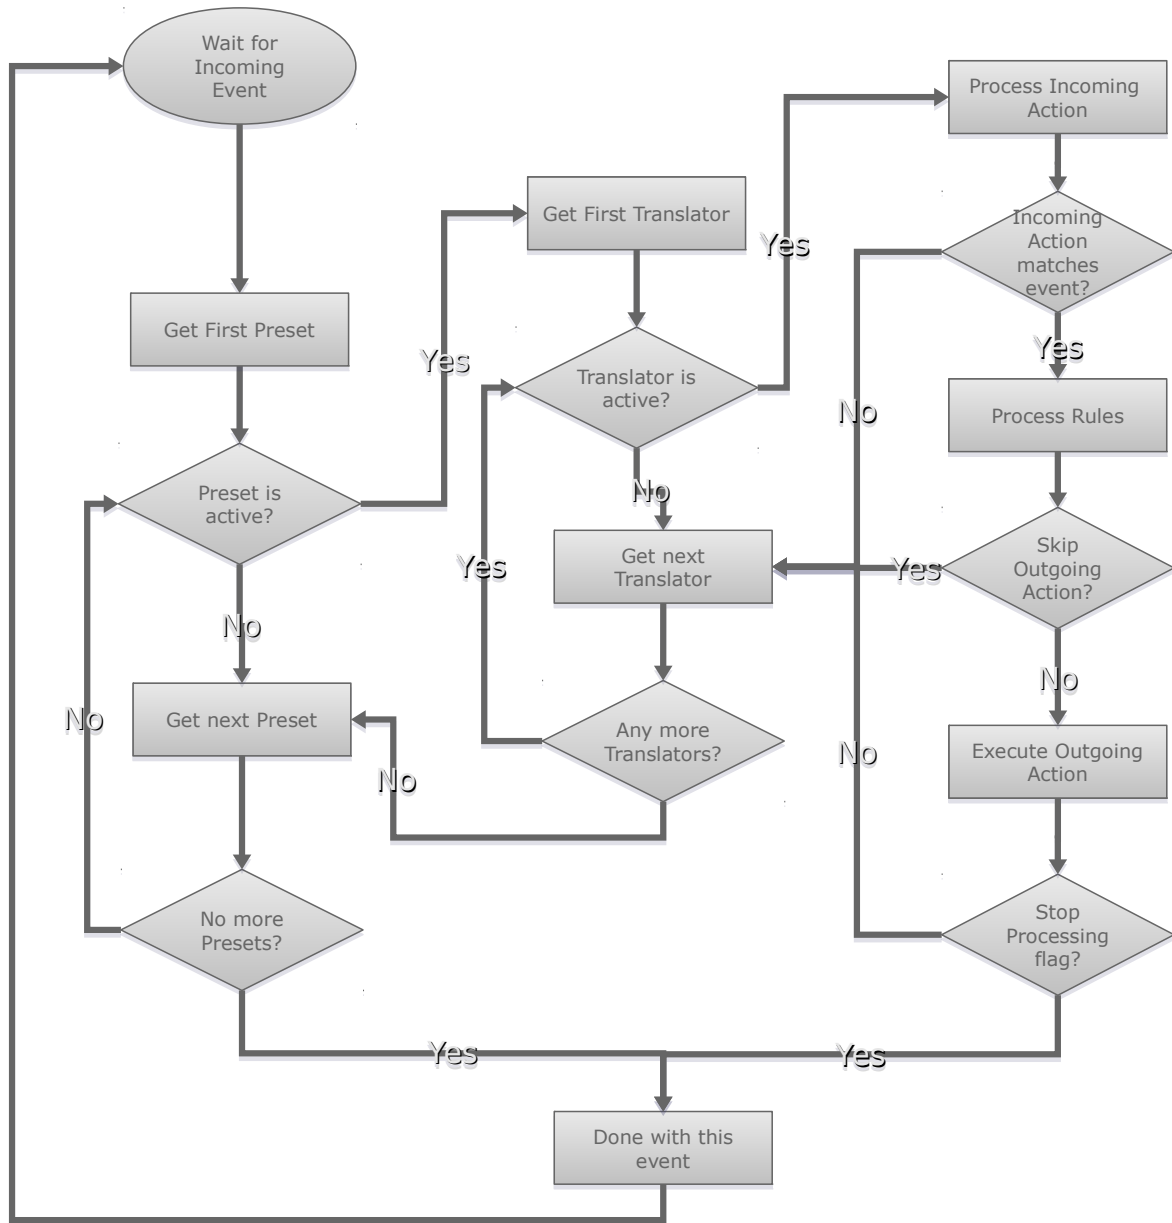 Wait for
Incoming
Event
Get First Preset
Preset is
active?
No
Get next Preset
No
No more
Presets?
Yes
Yes
Get First Translator
Translator is
active?
No
Yes
Get next
Translator
Any more
Translators?
No
Yes
Process Incoming
Action
Incoming
Action
matches
event?
Yes
No
Process Rules
Skip
Outgoing
Action?
Yes
No
Execute Outgoing
Action
No
Stop
Processing
flag?
Yes
Yes
Done with this
event